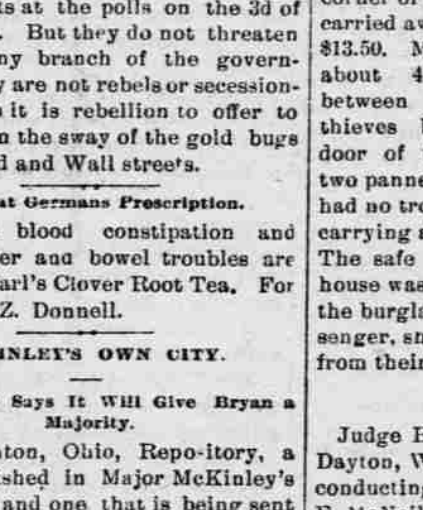 ts at the polls on the 3d of
. But they do not threaten
ny branch of the govern-
y are not rebels or secession-
it is rebellion to offer to
n the sway of the gold bugs
d and Wall streets.
at Germans Prescription.
blood constipation and
er and bowel troubles are
arl's Clover Root Tea. For
Z. Donnell.
INLEY'S OWN CITY.
Says It Will Give Bryan a
Majority.
ton, Ohio, Repo-itory, a
shed in Major McKinley's
and one that is being sent
carried aw
$13.50. M
about 4
between
thieves
door of
two panne
had no tro
carrying a
The safe
house was
the burgla
senger, sn
from their
Judge H
Dayton, W
conducting